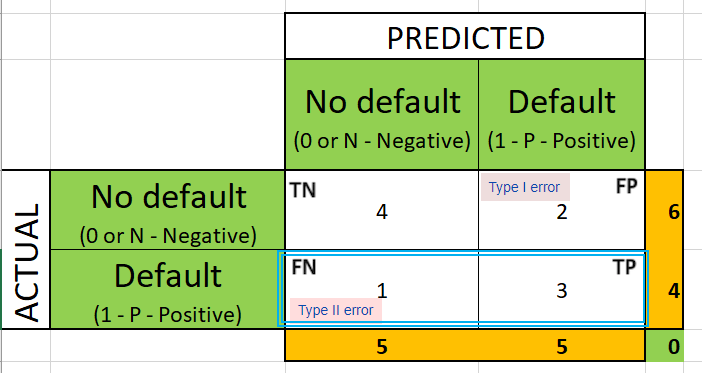 PREDICTED
No default
(0 or N - Negative)
Default
(1 - P - Positive)
ACTUAL
No default
(0 or N - Negative)
TN
4
Type I error
FP
2
6
Default
(1 - P - Positive)
FN
1
Type II error
TP
3
4
5
5
0